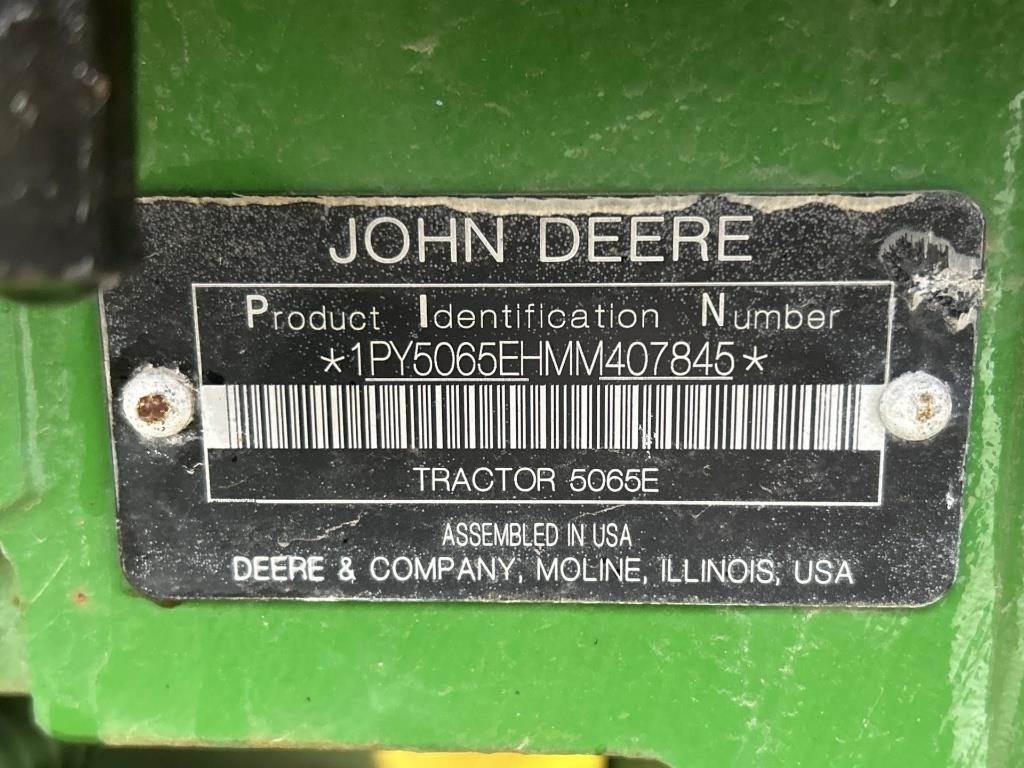 JOHN DEERE
Product Identification Number
*1PY5065EHMM407845*
TRACTOR 5065E
ASSEMBLED IN USA
DEERE & COMPANY, MOLINE, ILLINOIS, USA